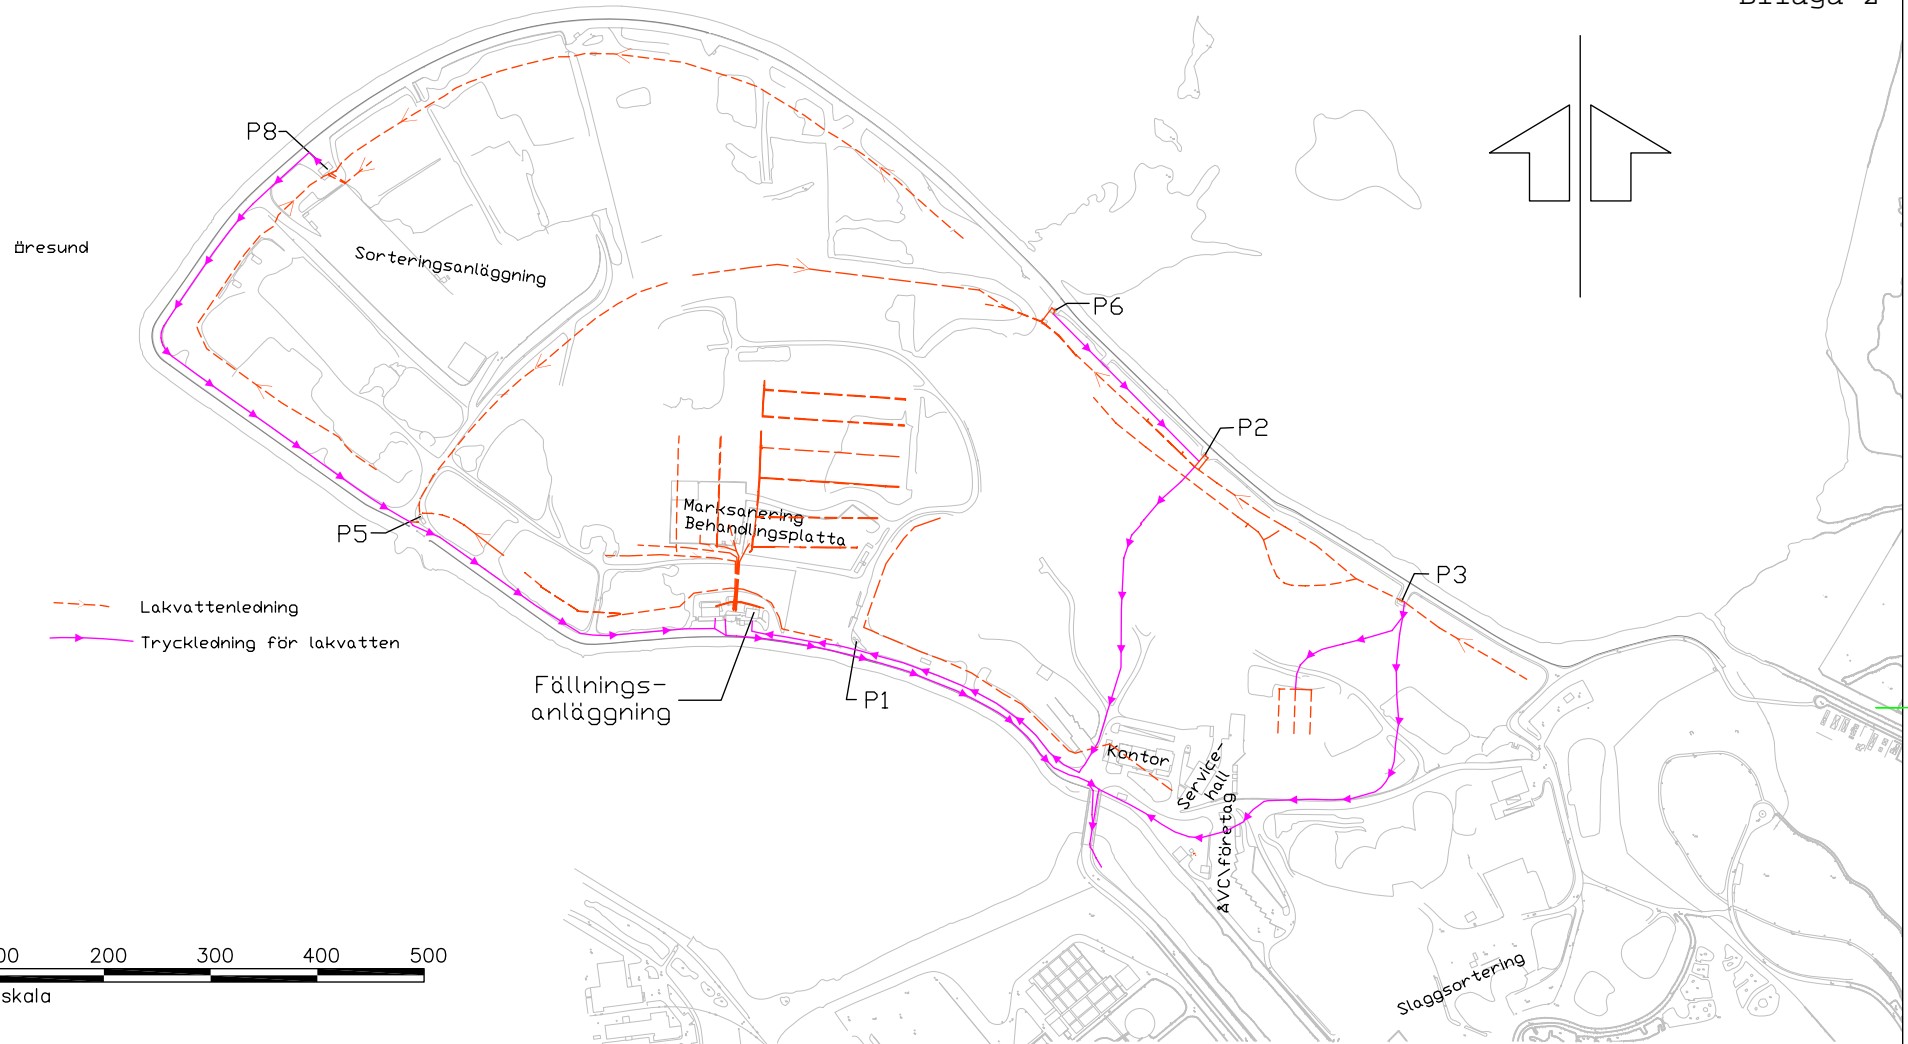 Bilaga 2
P8
Öresund
Sorteringsanläggning
P6
P2
Marksanering
Behandlingsplatta
P5
P3
Lakvattenledning
Tryckledning för lakvatten
Fällnings-
anläggning
P1
Kontor
Service-
hall
ÅVC\företag
Slaggsortering
00 200 300 400 500
skala